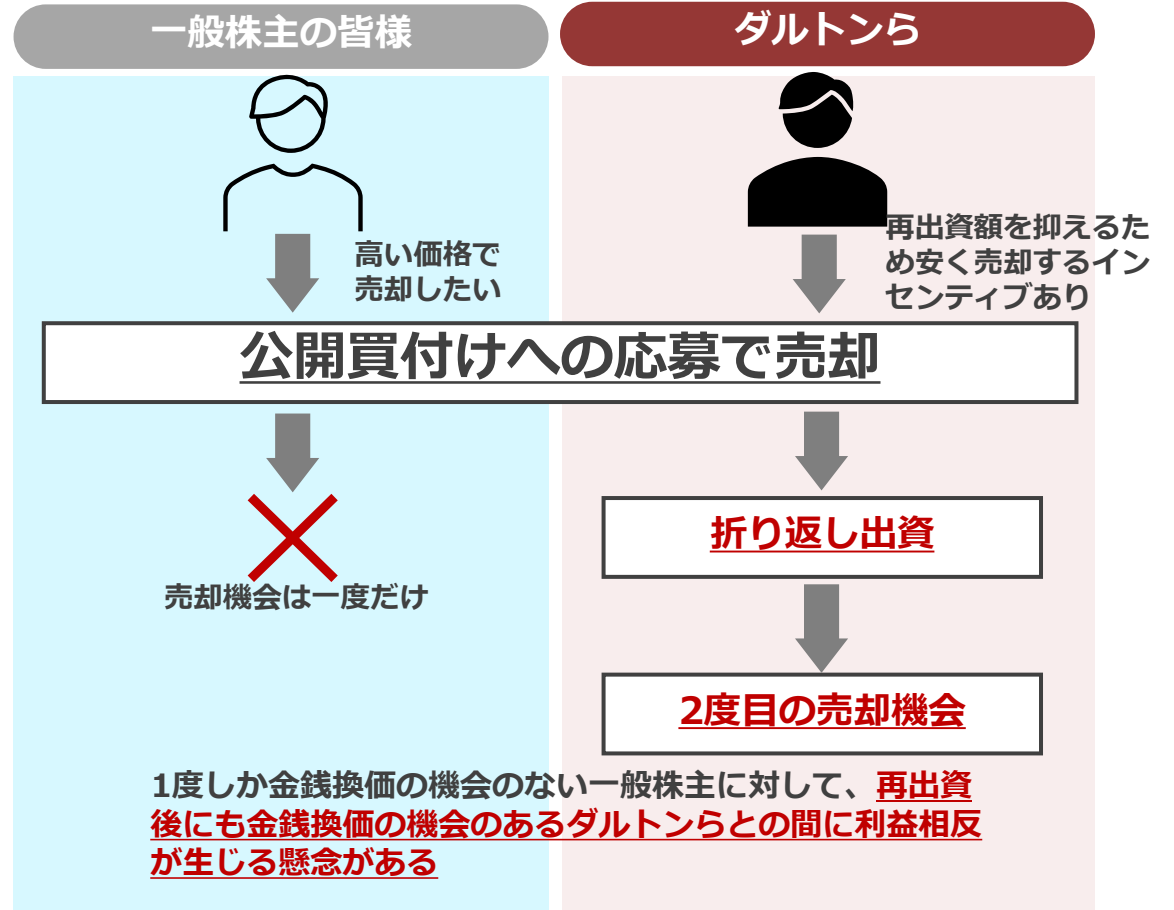 一般株主の皆様
ダルトンら
高い価格で
売却したい
再出資額を抑えるた
め安く売却するイン
センティブあり
公開買付けへの応募で売却
売却機会は一度だけ
折り返し出資
2度目の売却機会
1度しか金銭換価の機会のない一般株主に対して、再出資
後にも金銭換価の機会のあるダルトンらとの間に利益相反
が生じる懸念がある